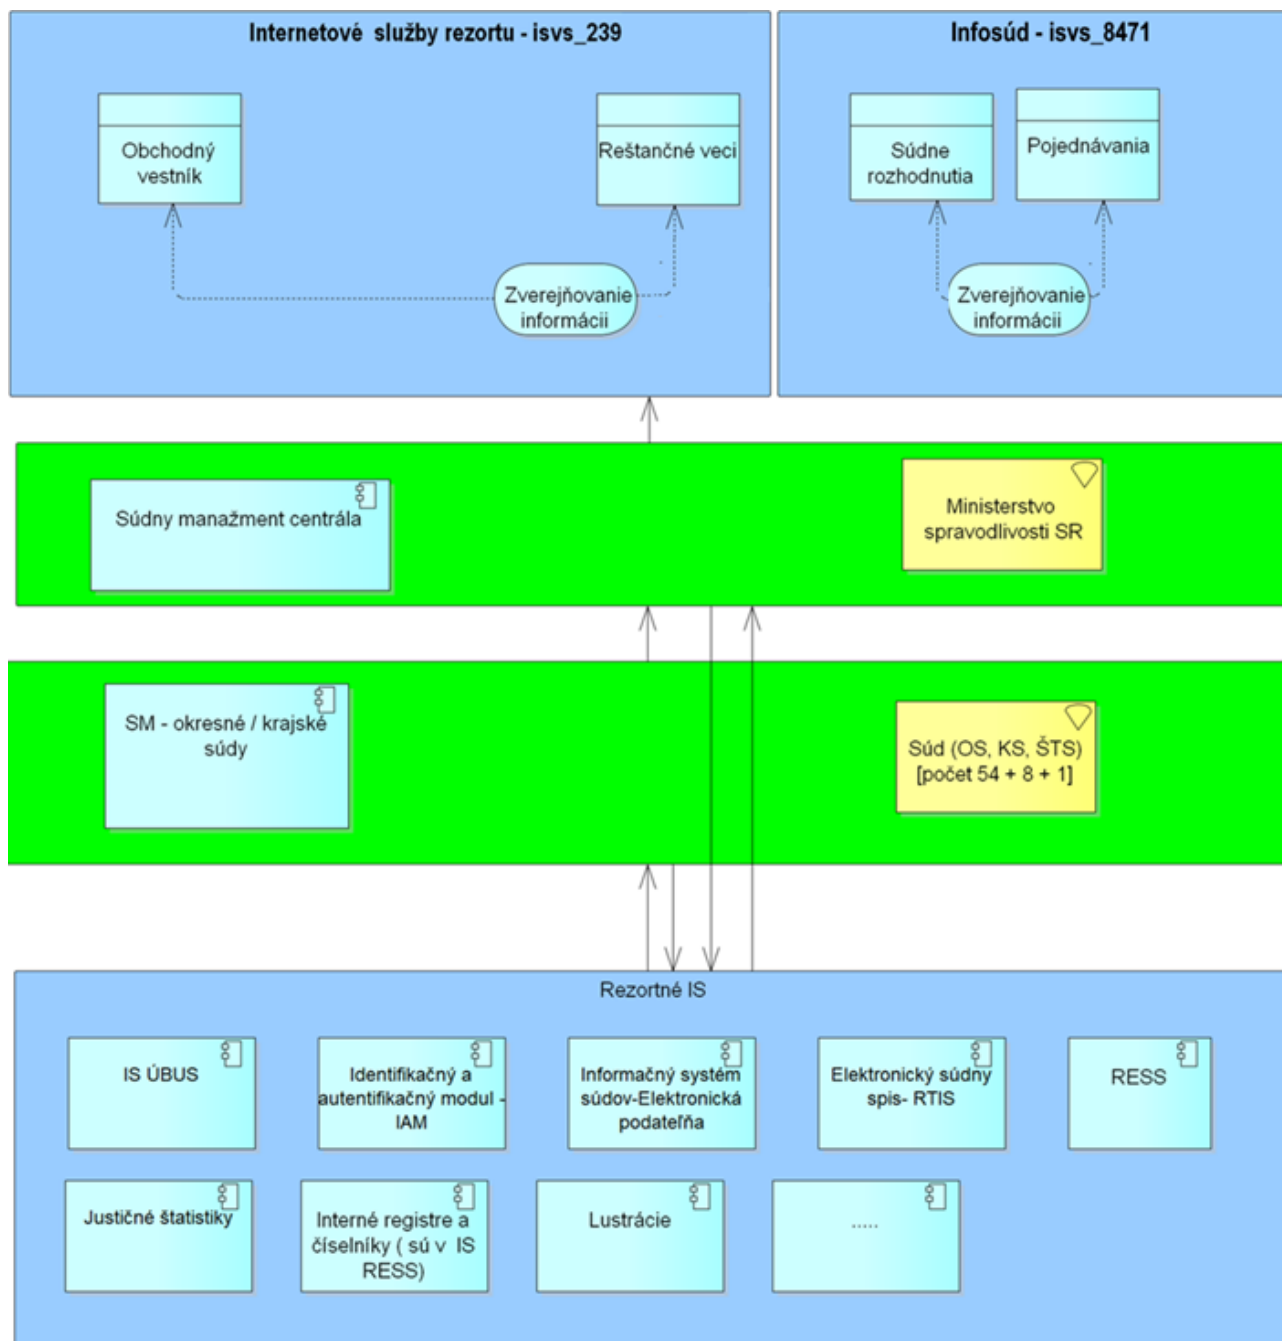 Internetové služby rezortu - isvs_239
Infosúd - isvs_8471
Obchodný
vestník
Reštančné veci
Súdne
rozhodnutia
Pojednávania
Zverejňovanie
informácii
Zverejňovanie
informácii
Súdny manažment centrála
Ministerstvo
spravodlivosti SR
SM - okresné / krajské
súdy
Súd (OS, KS, ŠTS)
[počet 54 + 8 + 1]
Rezortné IS
IS ÚBUS
Identifikačný a
autentifikačný modul -
IAM
Informačný systém
súdov-Elektronická
podateľňa
Elektronický súdny
spis- RTIS
RESS
Justičné štatistiky
Interné registre a
číselníky ( sú v IS
RESS)
Lustrácie
.....